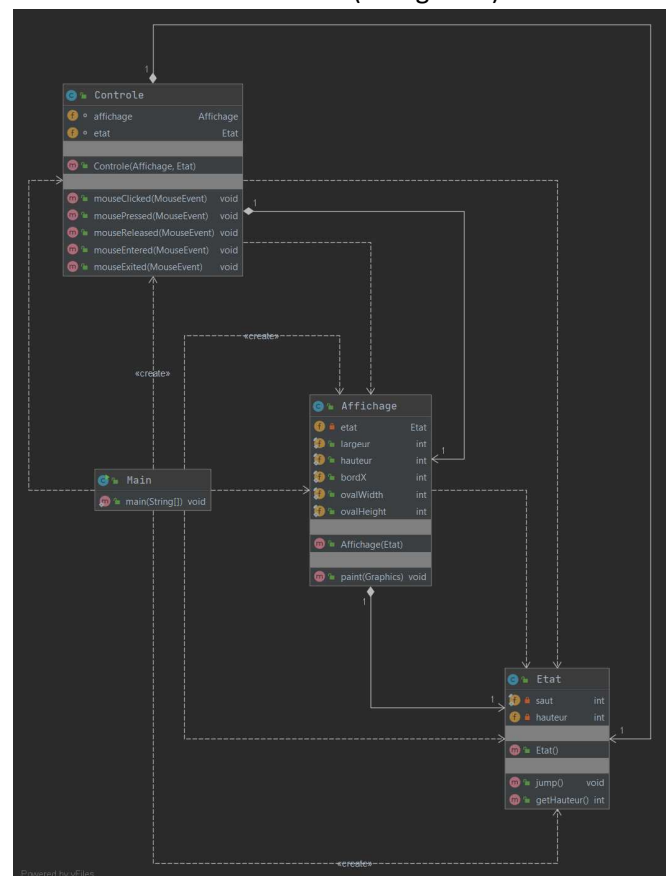 1
Controle
affichage Affichage
etat Etat
Controle(Affichage, Etat)
mouseClicked(MouseEvent) void
mousePressed(MouseEvent) void
mouseReleased(MouseEvent) void
mouseEntered(MouseEvent) void
mouseExited(MouseEvent) void
1
«create»
«create»
Affichage
etat Etat
largeur int
hauteur int
bordX int
ovalWidth int
ovalHeight int
Affichage(Etat)
paint(Graphics) void
1
1
Main
main(String[]) void
Etat
saut int
hauteur int
Etat()
jump() void
getHauteur() int
1
1
«create»
Powered by yFiles